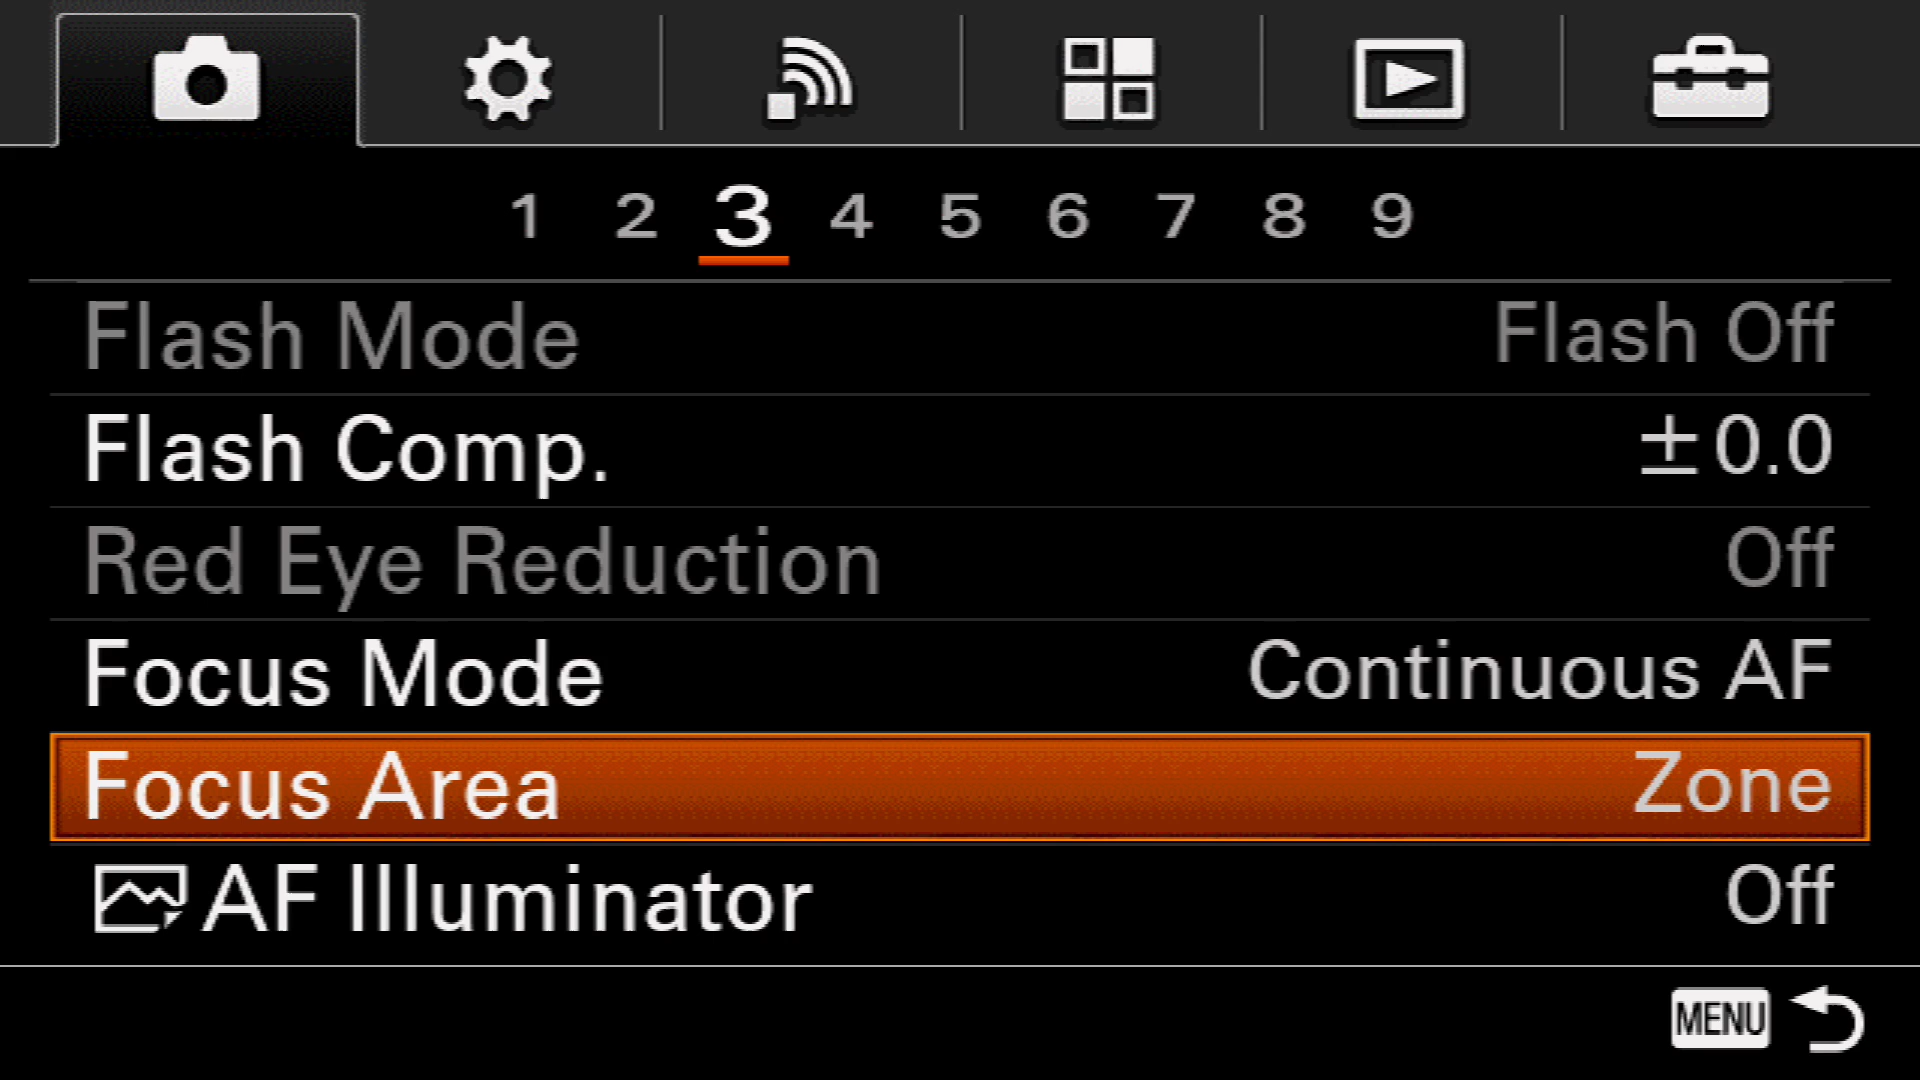 1 2 3 4 5 6 7 8 9
Flash Mode Flash Off
Flash Comp. ±0.0
Red Eye Reduction Off
Focus Mode Continuous AF
Focus Area Zone
AF Illuminator Off
MENU